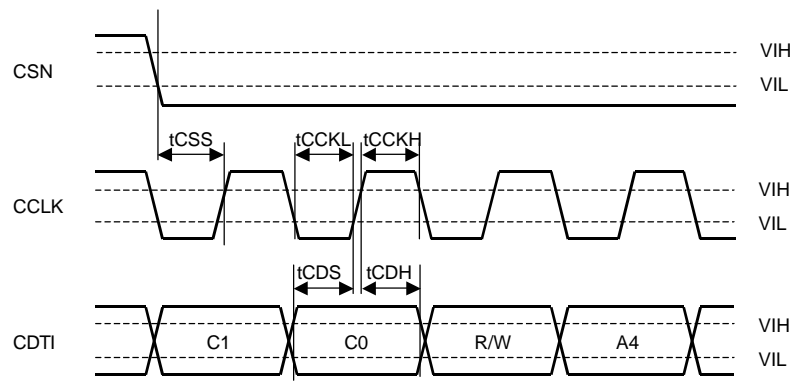 VIH
CSN
VIL
tCSS
tCCKL
tCCKH
VIH
CCLK
VIL
tCDS
tCDH
VIH
CDTI
C1
C0
R/W
A4
VIL